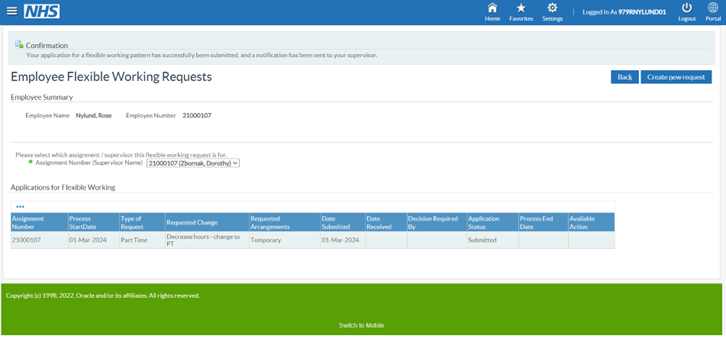 NHS
Home
Favorites
Settings
Logged In As 979RNYLUND01
Logout
Portal
Confirmation
Your application for a flexible working pattern has successfully been submitted, and a notification has been sent to your supervisor.
Employee Flexible Working Requests
Back
Create new request
Employee Summary
Employee Name Nylund, Rose Employee Number 21000107
Please select which assignment / supervisor this flexible working request is for.
Assignment Number (Supervisor Name) 21000107 (Zbornak, Dorothy)
Applications for Flexible Working
Assignment Number
Process StartDate
Type of Request
Requested Change
Requested Arrangements
Date Submitted
Date Received
Decision Required By
Application Status
Process End Date
Available Action
21000107
01-Mar-2024
Part Time
Decrease hours - change to PT
Temporary
01-Mar-2024
Submitted
Copyright (c) 1998, 2022, Oracle and/or its affiliates. All rights reserved.
Switch to Mobile